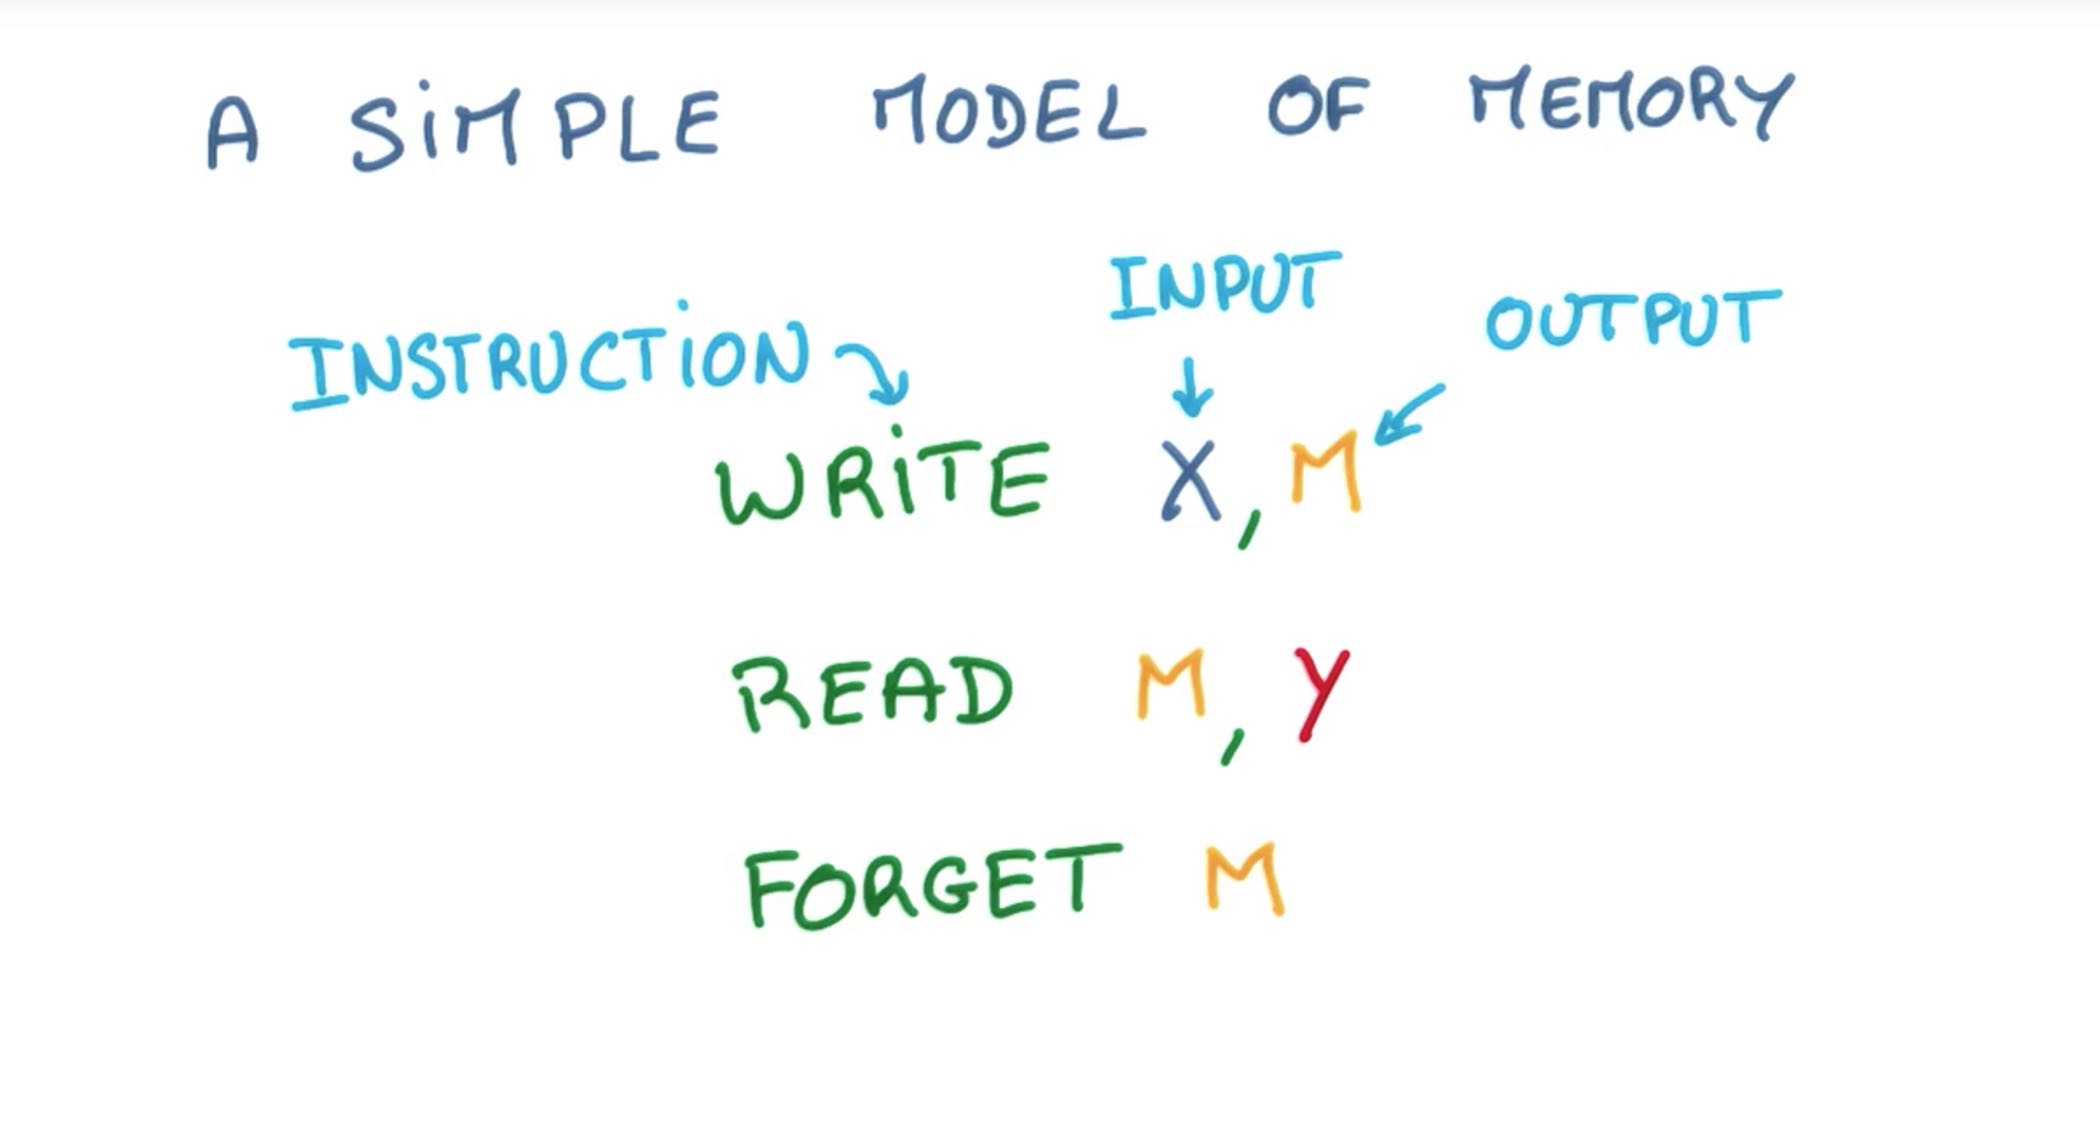 A SIMPLE MODEL OF MEMORY
INPUT
OUTPUT
INSTRUCTION
WRITE X, M
READ M, Y
FORGET M